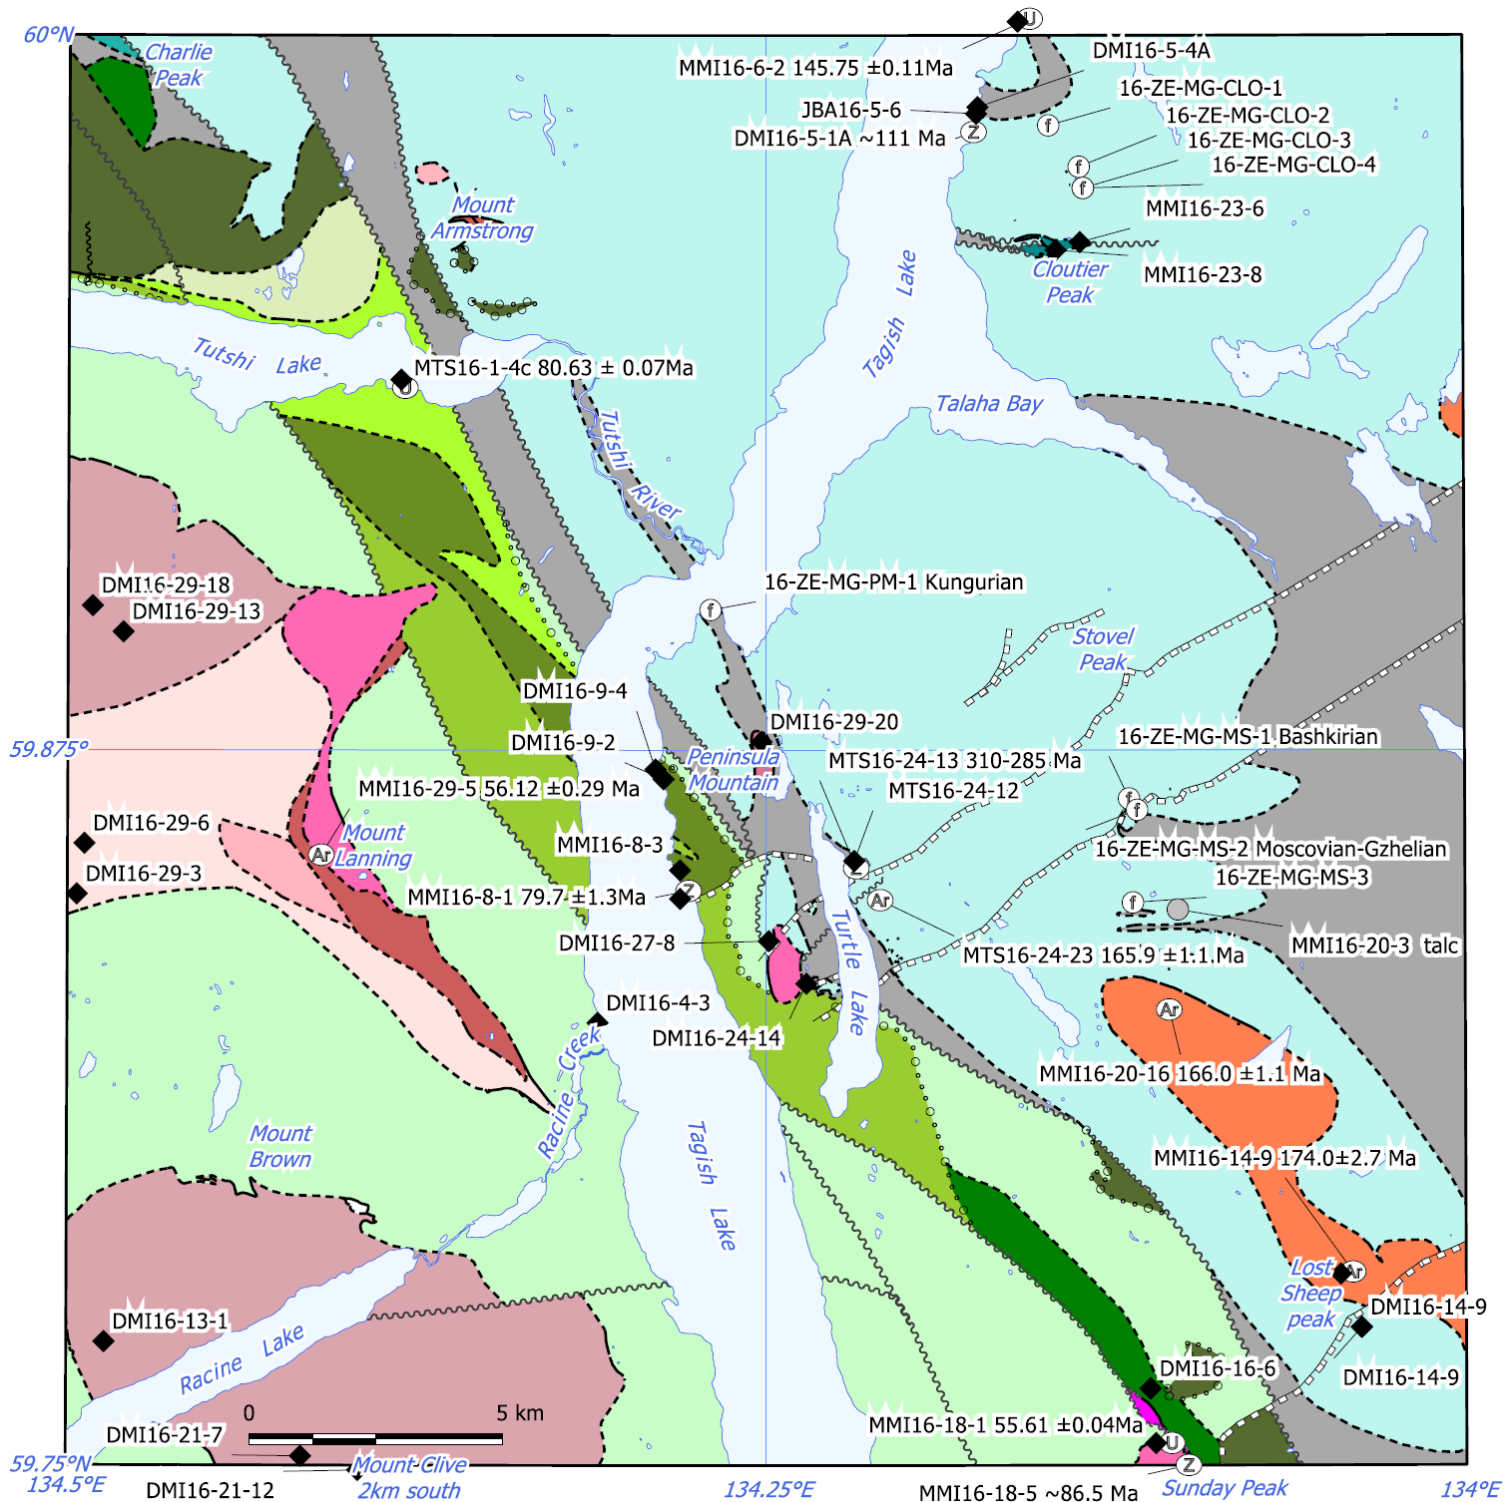 60°N
Charlie
Peak
U
MMI16-6-2 145.75 ±0.11Ma
DMI16-5-4A
16-ZE-MG-CLO-1
JBA16-5-6
16-ZE-MG-CLO-2
Z
f
DMI16-5-1A ~111 Ma
16-ZE-MG-CLO-3
f
16-ZE-MG-CLO-4
f
Mount
Armstrong
MMI16-23-6
Cloutier
Peak
MMI16-23-8
Tagish Lake
Tutshi Lake
MTS16-1-4c 80.63 ± 0.07Ma
U
Talaha Bay
Tutshi River
DMI16-29-18
DMI16-29-13
16-ZE-MG-PM-1 Kungurian
f
Stovel
Peak
DMI16-9-4
DMI16-29-20
59.875°
DMI16-9-2
16-ZE-MG-MS-1 Bashkirian
Peninsula
Mountain
MTS16-24-13 310-285 Ma
MMI16-29-5 56.12 ±0.29 Ma
MTS16-24-12
f
f
DMI16-29-6
Mount
Lanning
Ar
MMI16-8-3
16-ZE-MG-MS-2 Moscovian-Gzhelian
Z
DMI16-29-3
16-ZE-MG-MS-3
MMI16-8-1 79.7 ±1.3Ma
Z
Ar
f
DMI16-27-8
MMI16-20-3 talc
MTS16-24-23 165.9 ±1.1.Ma
Turtle Lake
DMI16-4-3
Ar
DMI16-24-14
Racine Creek
MMI16-20-16 166.0 ±1.1 Ma
Mount
Brown
MMI16-14-9 174.0±2.7 Ma
Tagish Lake
Lost
Sheep
peak
Ar
DMI16-14-9
DMI16-13-1
Racine Lake
DMI16-16-6
DMI16-14-9
0 5 km
DMI16-21-7
MMI16-18-1 55.61 ±0.04Ma
U
Z
59.75°N
134.5°E
Mount Clive
2km south
DMI16-21-12
134.25°E
MMI16-18-5 ~86.5 Ma
Sunday Peak
134°E